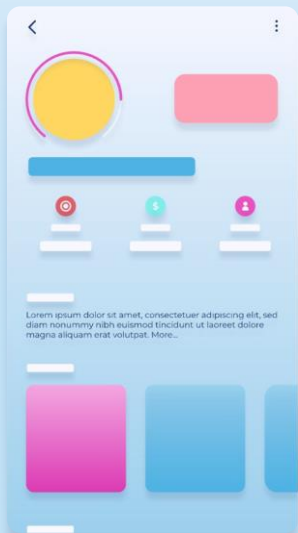 $
Lorem ipsum dolor sit amet, consectetuer adipiscing elit, sed
diam nonummy nibh euismod tincidunt ut laoreet dolore
magna aliquam erat volutpat. More...